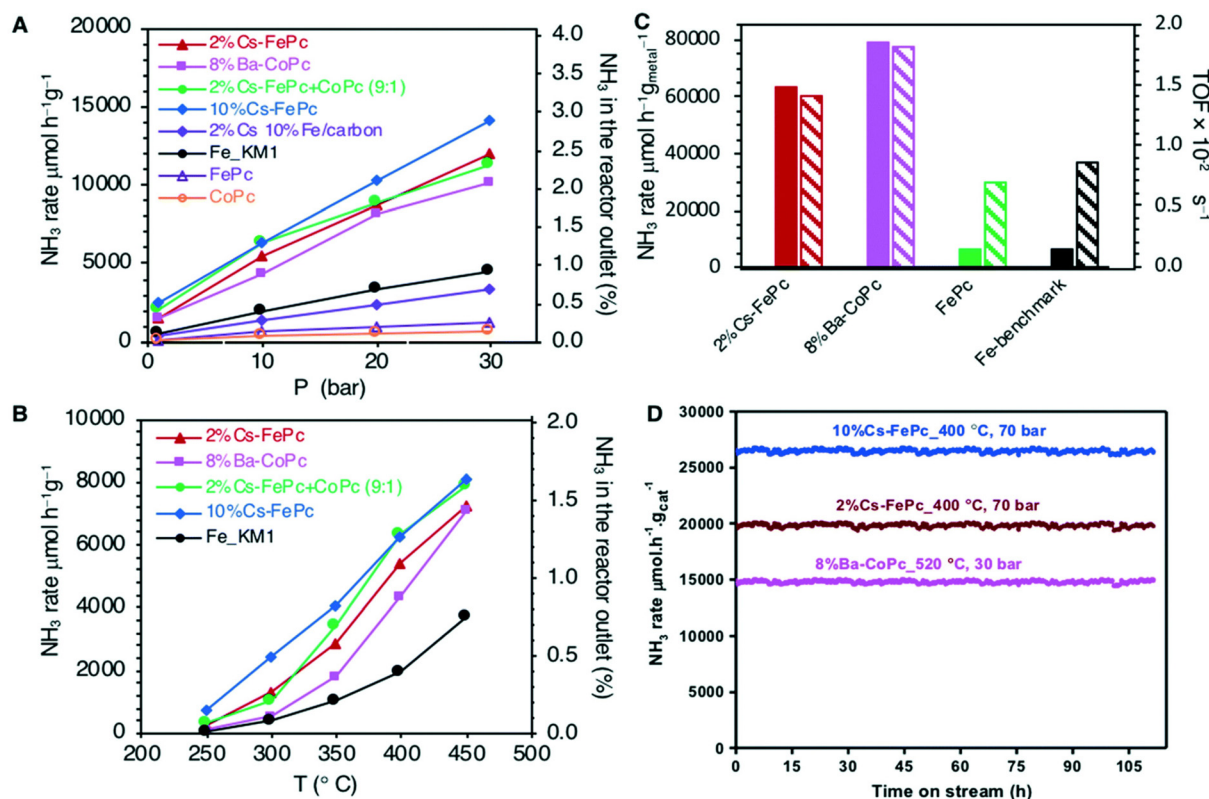 A
NH₃ rate μmol h⁻¹g⁻¹
20000
15000
10000
5000
0
2%Cs-FePc
8%Ba-CoPc
2%Cs-FePc+CoPc (9:1)
10%Cs-FePc
2%Cs 10%Fe/carbon
Fe_KM1
FePc
CoPc
4.0
3.5
3.0
2.5
2.0
1.5
1.0
0.5
0.0
NH₃ in the reactor outlet (%)
0 10 20 30
P (bar)
C
NH₃ rate μmol h⁻¹gmetal⁻¹
80000
60000
40000
20000
0
2.0
1.5
1.0
0.5
0.0
TOF × 10⁻² s⁻¹
2%Cs-FePc
8%Ba-CoPc
FePc
Fe-benchmark
B
NH₃ rate μmol h⁻¹g⁻¹
10000
8000
6000
4000
2000
0
2%Cs-FePc
8%Ba-CoPc
2%Cs-FePc+CoPc (9:1)
10%Cs-FePc
Fe_KM1
2.0
1.5
1.0
0.5
0.0
NH₃ in the reactor outlet (%)
200 250 300 350 400 450 500
T (° C)
D
NH₃ rate μmol.h⁻¹.gcat⁻¹
30000
25000
20000
15000
10000
5000
0
10%Cs-FePc_400 °C, 70 bar
2%Cs-FePc_400 °C, 70 bar
8%Ba-CoPc_520 °C, 30 bar
0 15 30 45 60 75 90 105
Time on stream (h)